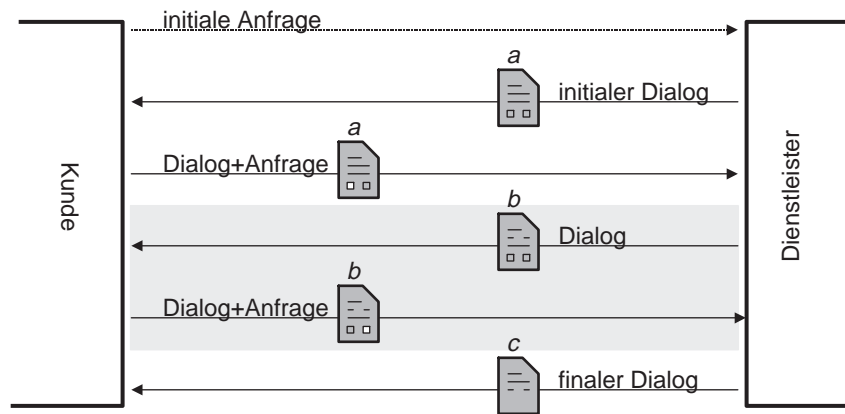 initiale Anfrage
a
initialer Dialog
a
Dialog+Anfrage
Kunde
Dienstleister
b
Dialog
b
Dialog+Anfrage
c
finaler Dialog